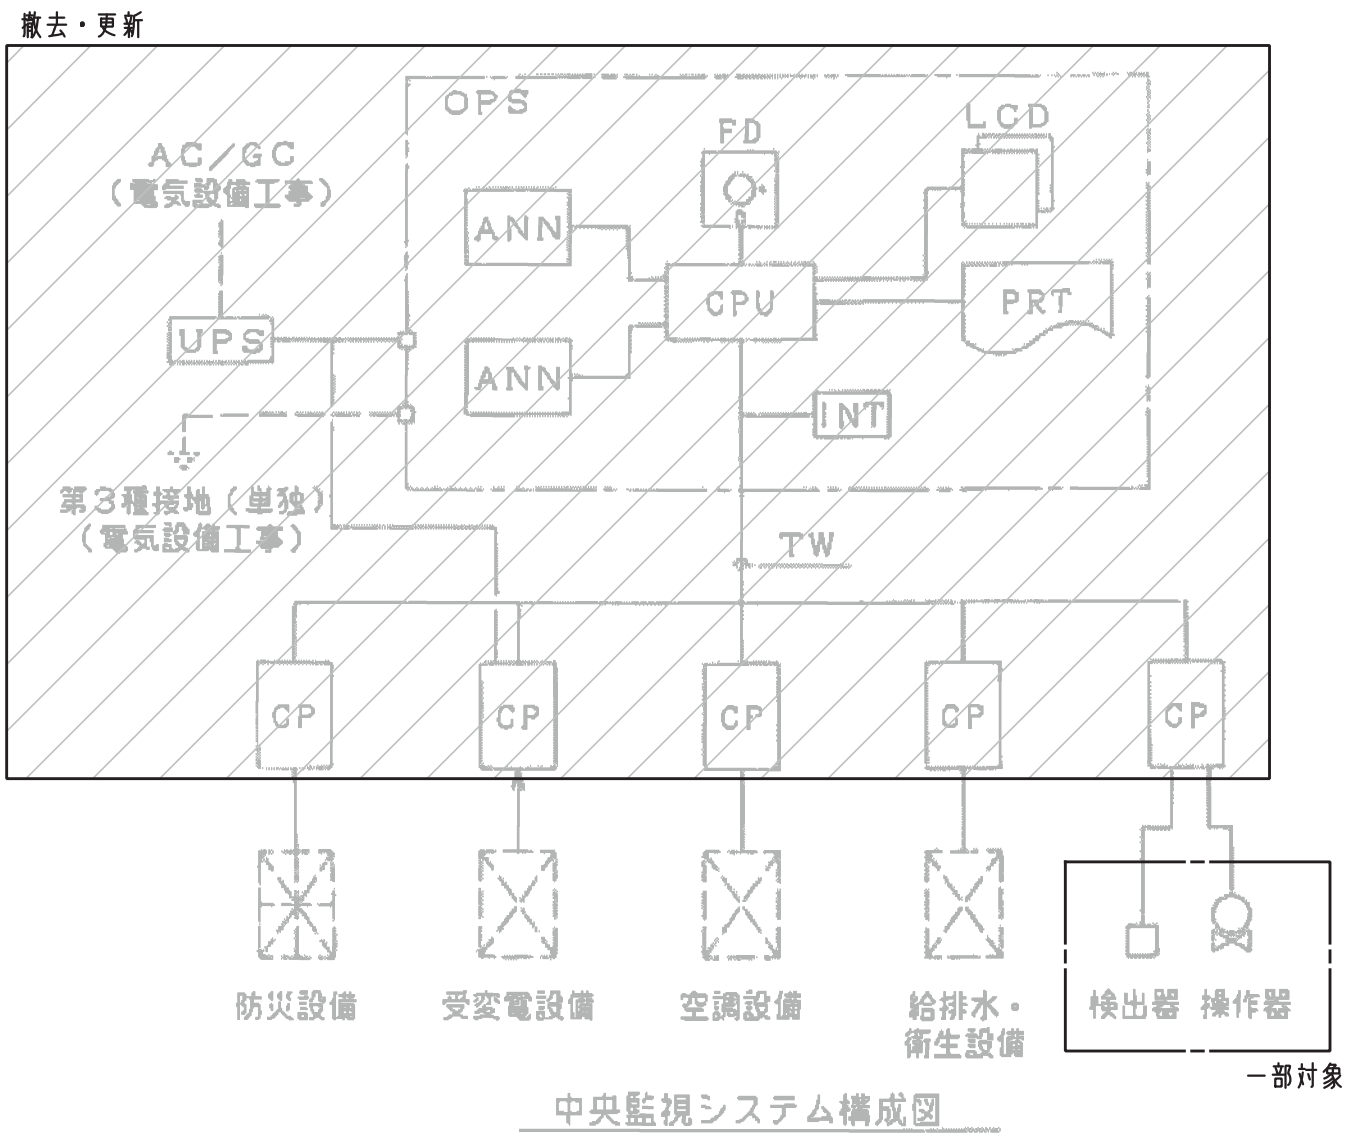 撤去・更新
OPS
FD
LCD
AC/GC
(電気設備工事)
ANN
CPU
PRT
UPS
ANN
INT
第3種接地(単独)
(電気設備工事)
TW
CP
CP
CP
CP
CP
防災設備
受変電設備
空調設備
給排水・
衛生設備
検出器
操作器
一部対象
中央監視システム構成図